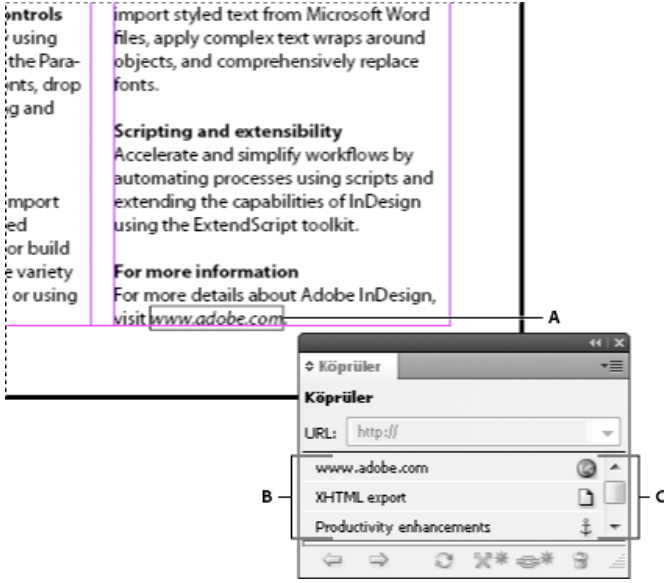 ontrols
using
the Para-
nts, drop
g and
mport
ed
or build
variety
or using
import styled text from Microsoft Word
files, apply complex text wraps around
objects, and comprehensively replace
fonts.
Scripting and extensibility
Accelerate and simplify workflows by
automating processes using scripts and
extending the capabilities of InDesign
using the ExtendScript toolkit.
For more information
For more details about Adobe InDesign,
visit www.adobe.com.
A
Köprüler
Köprüler
URL: http://
B
www.adobe.com
XHTML export
Productivity enhancements
C